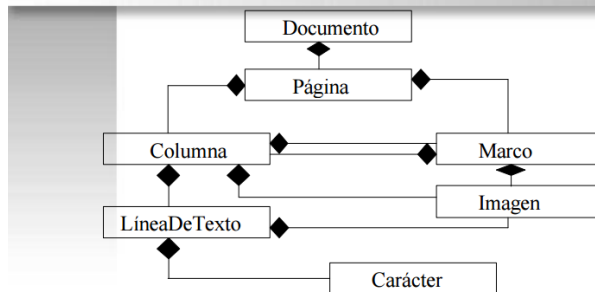 Documento
Página
Columna
Marco
Imagen
LíneaDeTexto
Carácter